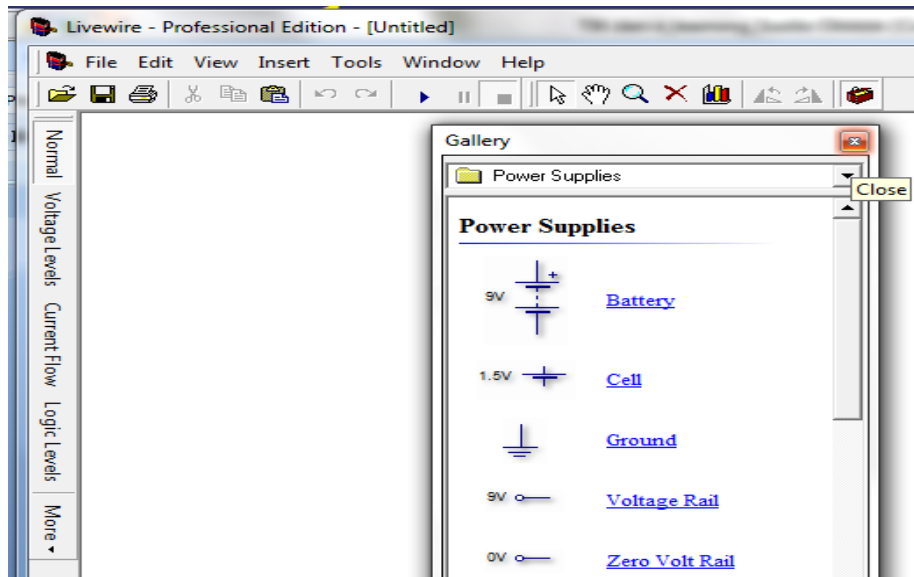 Livewire - Professional Edition - [Untitled]
File Edit View Insert Tools Window Help
Normal
Voltage Levels
Current Flow
Logic Levels
More
Gallery
Power Supplies
Close
Power Supplies
9V Battery
1.5V Cell
Ground
9V Voltage Rail
0V Zero Volt Rail